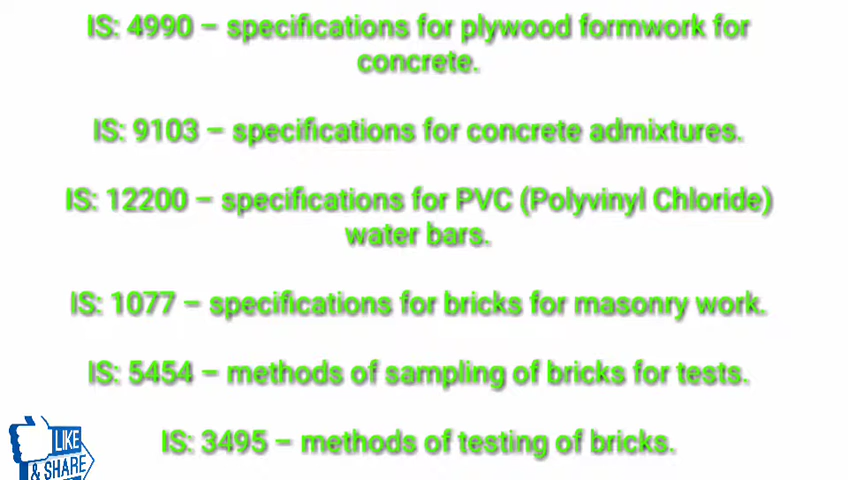 IS: 4990 – specifications for plywood formwork for
concrete.
IS: 9103 – specifications for concrete admixtures.
IS: 12200 – specifications for PVC (Polyvinyl Chloride)
water bars.
IS: 1077 – specifications for bricks for masonry work.
IS: 5454 – methods of sampling of bricks for tests.
IS: 3495 – methods of testing of bricks.
LIKE
& SHARE